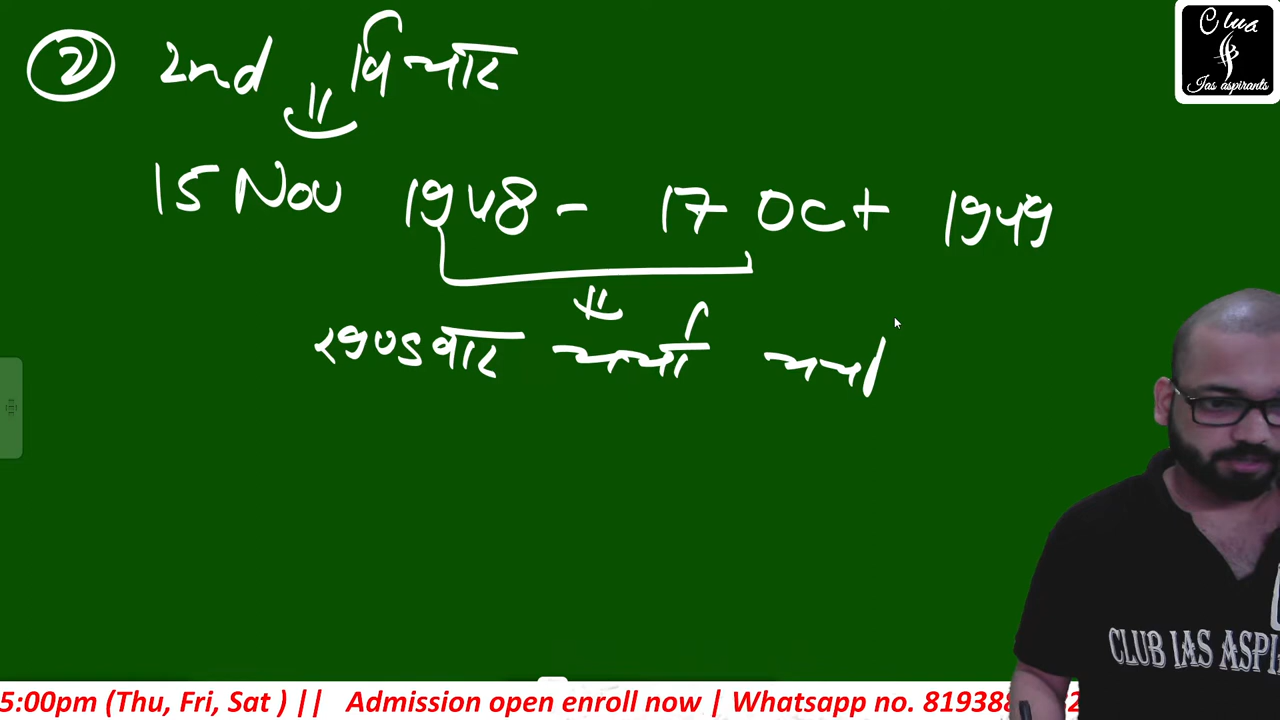 ② 2nd विचार
15 Nov 1948 - 17 Oct 1949
खण्डवार चर्चा चली
Club
Ias aspirants
CLUB IAS ASPI
5:00pm (Thu, Fri, Sat ) || Admission open enroll now | Whatsapp no. 81938